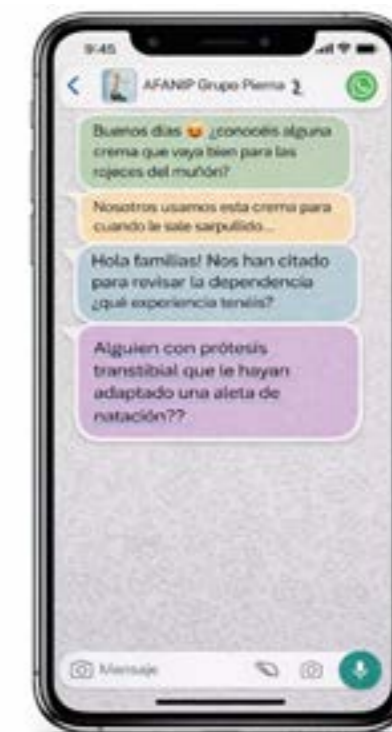 9:45
AFANIP Grupo Pierna 2
Buenos días 😛 ¿conocéis alguna
crema que vaya bien para las
rojeces del muñón?
Nosotros usamos esta crema para
cuando le sale sarpullido...
Hola familias! Nos han citado
para revisar la dependencia
¿qué experiencia tenéis?
Alguien con prótesis
transtibial que le hayan
adaptado una aleta de
natación??
Mensaje